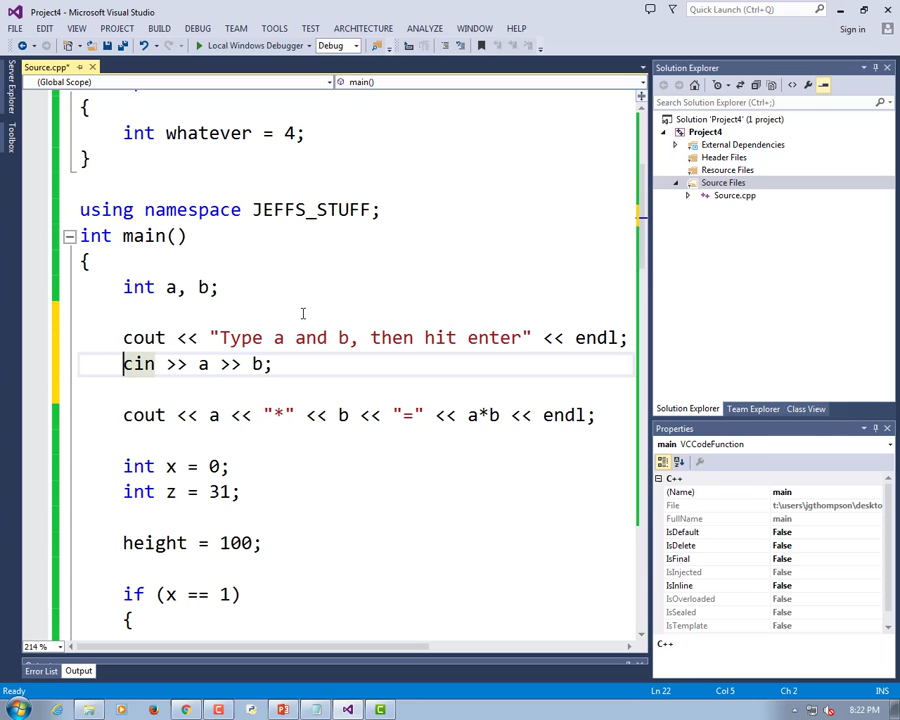 Project4 - Microsoft Visual Studio
Quick Launch (Ctrl+;)
FILE EDIT VIEW PROJECT BUILD DEBUG TEAM TOOLS TEST ARCHITECTURE ANALYZE WINDOW HELP
Sign in
Local Windows Debugger Debug
Server Explorer
Toolbox
Source.cpp*
(Global Scope) main()
{
int whatever = 4;
}
using namespace JEFFS_STUFF;
int main()
{
int a, b;
cout << "Type a and b, then hit enter" << endl;
cin >> a >> b;
cout << a << "*" << b << "=" << a*b << endl;
int x = 0;
int z = 31;
height = 100;
if (x == 1)
{
214 %
Solution Explorer
Search Solution Explorer (Ctrl+;)
Solution 'Project4' (1 project)
Project4
External Dependencies
Header Files
Resource Files
Source Files
Source.cpp
Solution Explorer Team Explorer Class View
Properties
main VCCodeFunction
C++
(Name) main
File t:\users\jgthompson\deskto
FullName main
IsDefault False
IsDelete False
IsFinal False
IsInjected False
IsInline False
IsOverloaded False
IsSealed False
IsTemplate False
C++
Error List Output
Ready Ln 22 Col 5 Ch 2 INS
8:22 PM